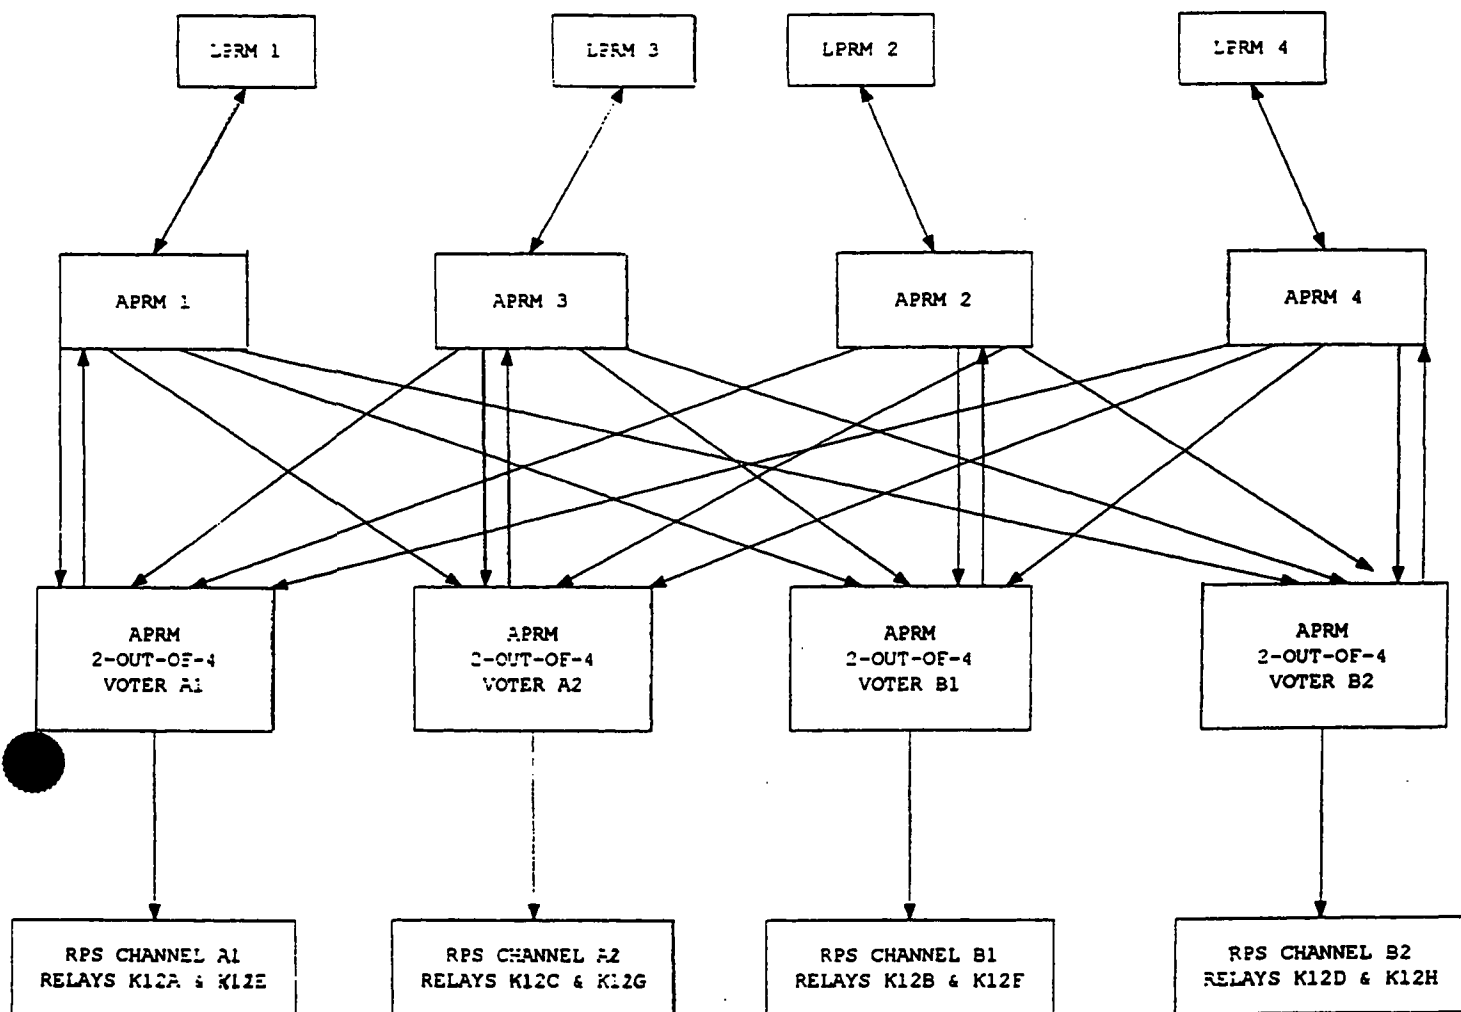 LPRM 1
LPRM 3
LPRM 2
LPRM 4
APRM 1
APRM 3
APRM 2
APRM 4
APRM
2-OUT-OF-4
VOTER A1
APRM
2-OUT-OF-4
VOTER A2
APRM
2-OUT-OF-4
VOTER B1
APRM
2-OUT-OF-4
VOTER B2
RPS CHANNEL A1
RELAYS K12A & K12E
RPS CHANNEL A2
RELAYS K12C & K12G
RPS CHANNEL B1
RELAYS K12B & K12F
RPS CHANNEL B2
RELAYS K12D & K12H